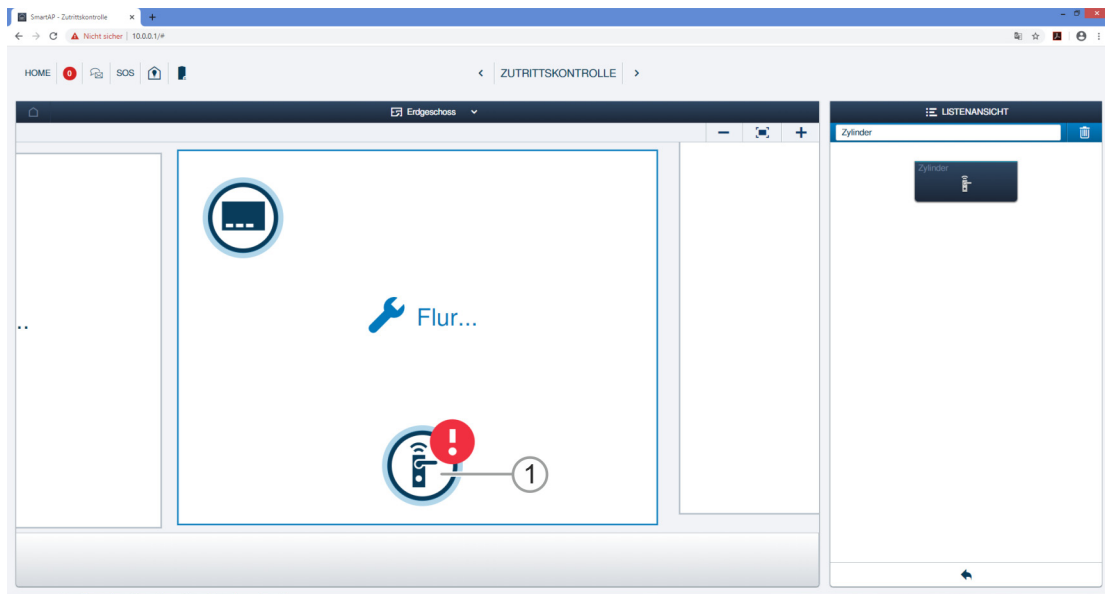 SmartAP - Zutrittskontrolle
Nicht sicher | 10.0.0.1/#
HOME 0 SOS
ZUTRITTSKONTROLLE
Erdgeschoss
LISTENANSICHT
Zylinder
Zylinder
..
Flur...
1